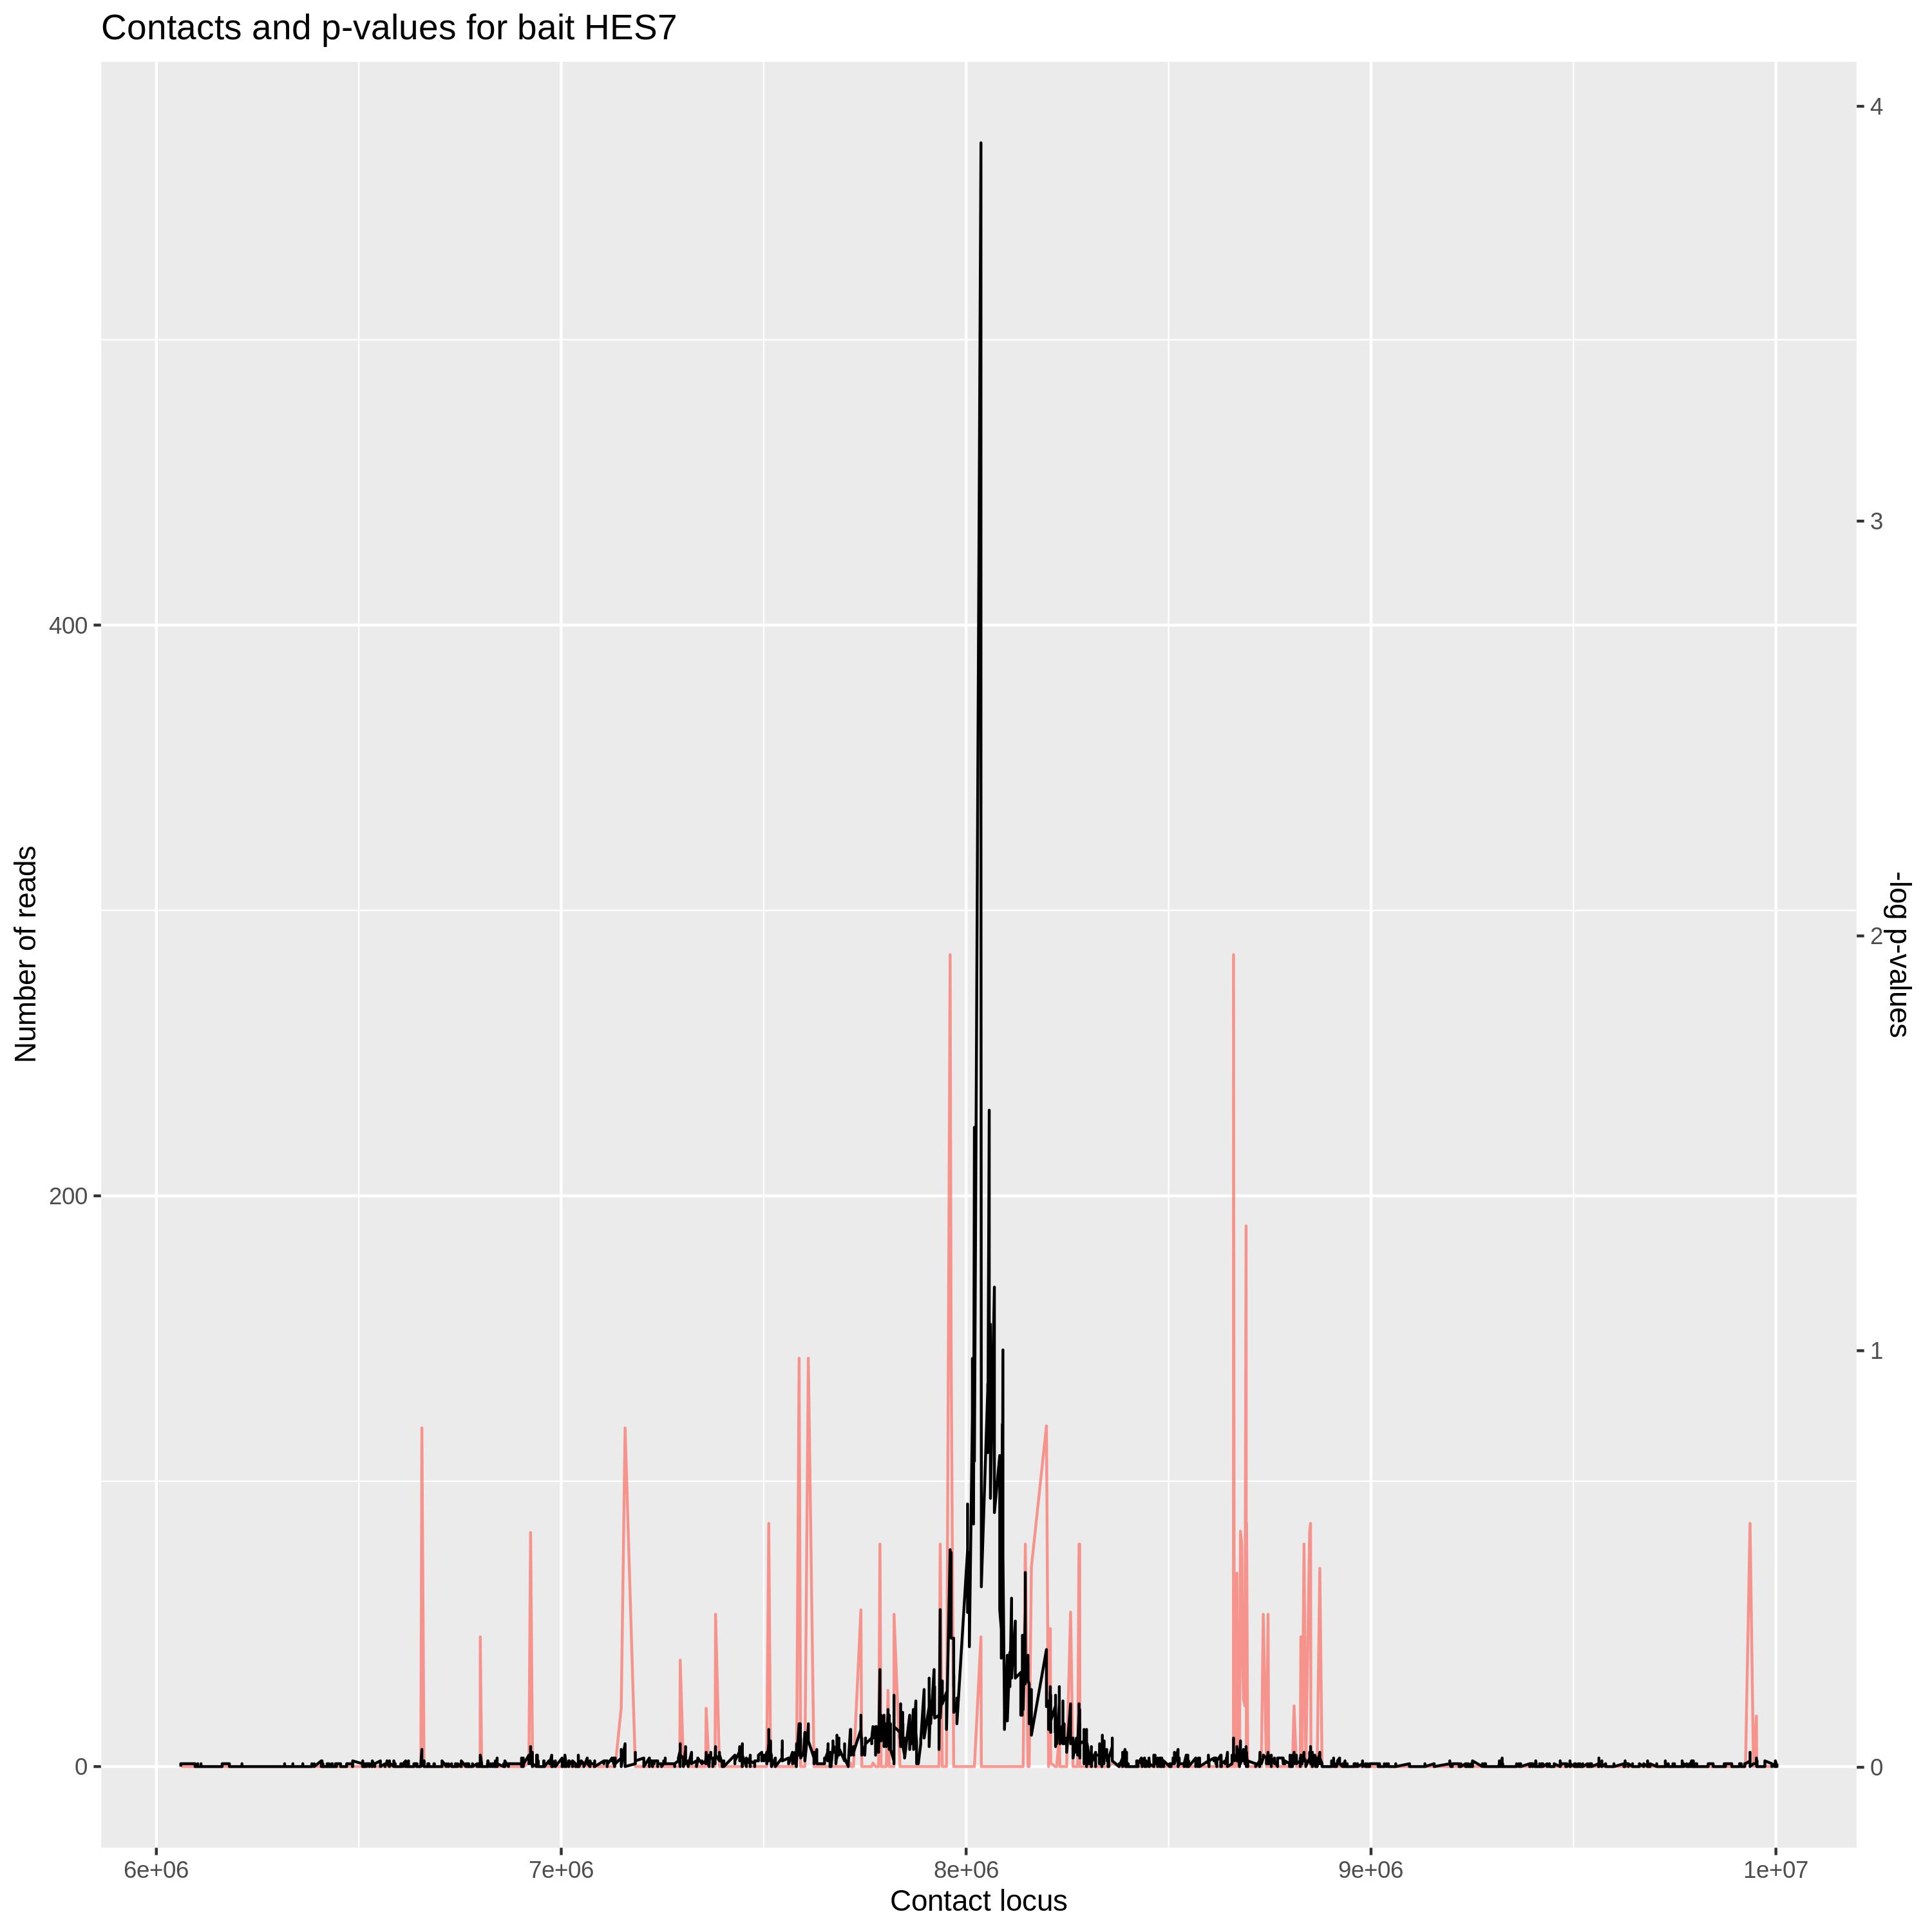 Contacts and p-values for bait HES7
Number of reads
400
200
0
4
3
2
1
0
-log p-values
6e+06
7e+06
8e+06
9e+06
1e+07
Contact locus